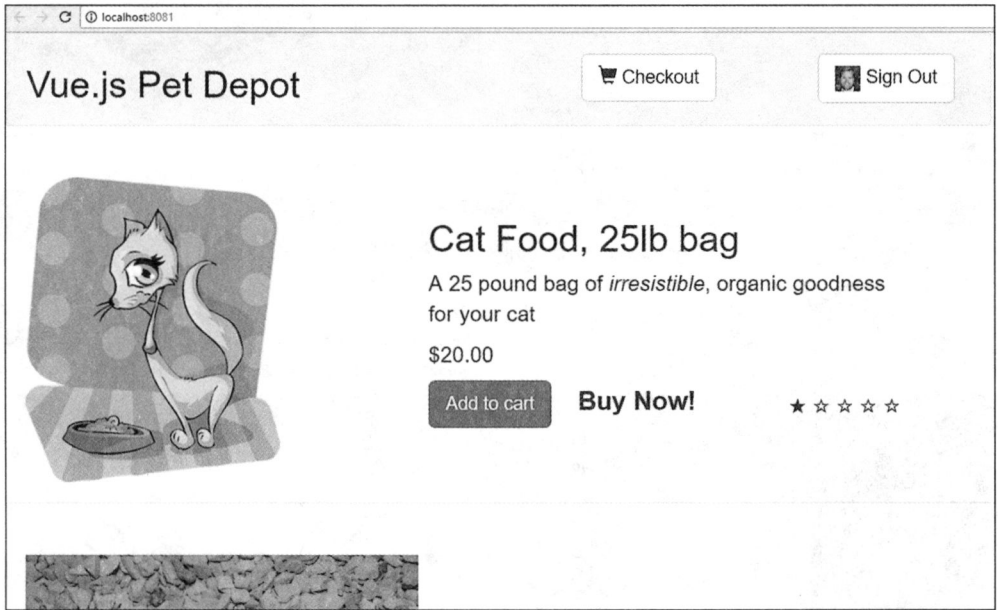 localhost:8081
Vue.js Pet Depot
Checkout
Sign Out
Cat Food, 25lb bag
A 25 pound bag of irresistible, organic goodness
for your cat
$20.00
Add to cart
Buy Now!